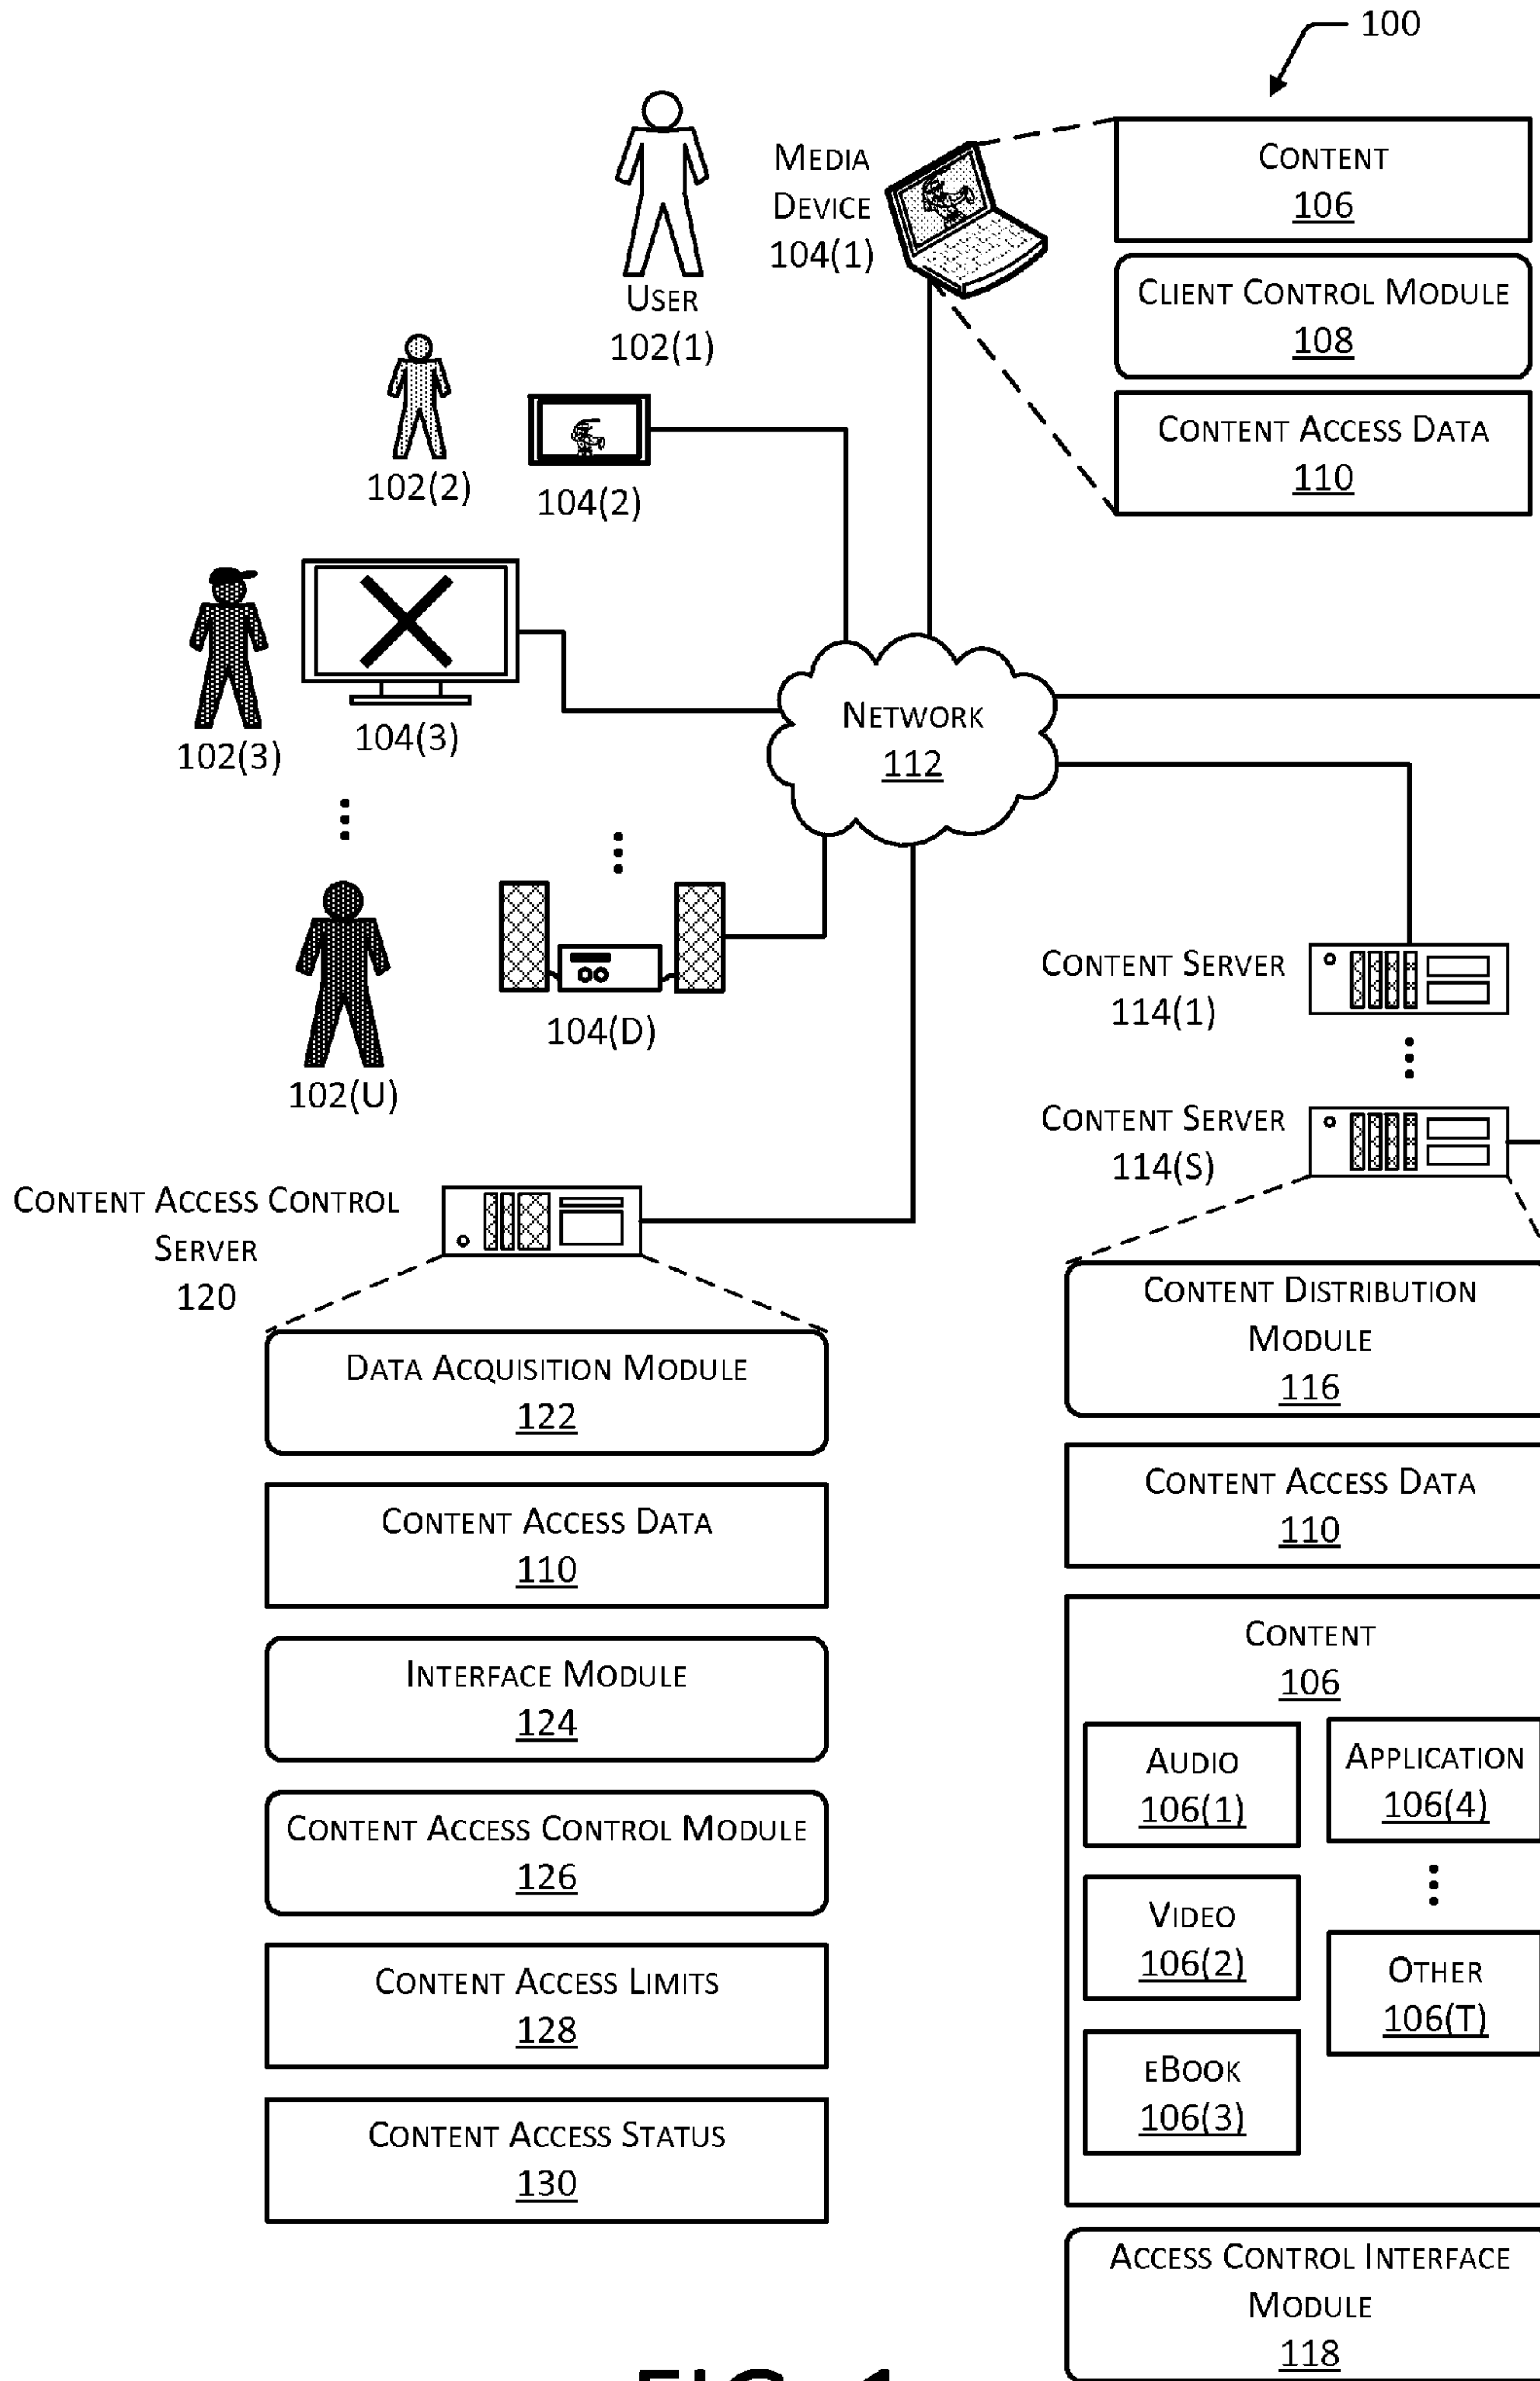 100
USER
102(1)
MEDIA
DEVICE
104(1)
CONTENT
106
CLIENT CONTROL MODULE
108
CONTENT ACCESS DATA
110
102(2)
104(2)
102(3)
104(3)
NETWORK
112
102(U)
104(D)
CONTENT SERVER
114(1)
CONTENT SERVER
114(S)
CONTENT ACCESS CONTROL
SERVER
120
DATA ACQUISITION MODULE
122
CONTENT ACCESS DATA
110
INTERFACE MODULE
124
CONTENT ACCESS CONTROL MODULE
126
CONTENT ACCESS LIMITS
128
CONTENT ACCESS STATUS
130
CONTENT DISTRIBUTION
MODULE
116
CONTENT ACCESS DATA
110
CONTENT
106
AUDIO
106(1)
VIDEO
106(2)
EBOOK
106(3)
APPLICATION
106(4)
OTHER
106(T)
ACCESS CONTROL INTERFACE
MODULE
118
FIG. 1